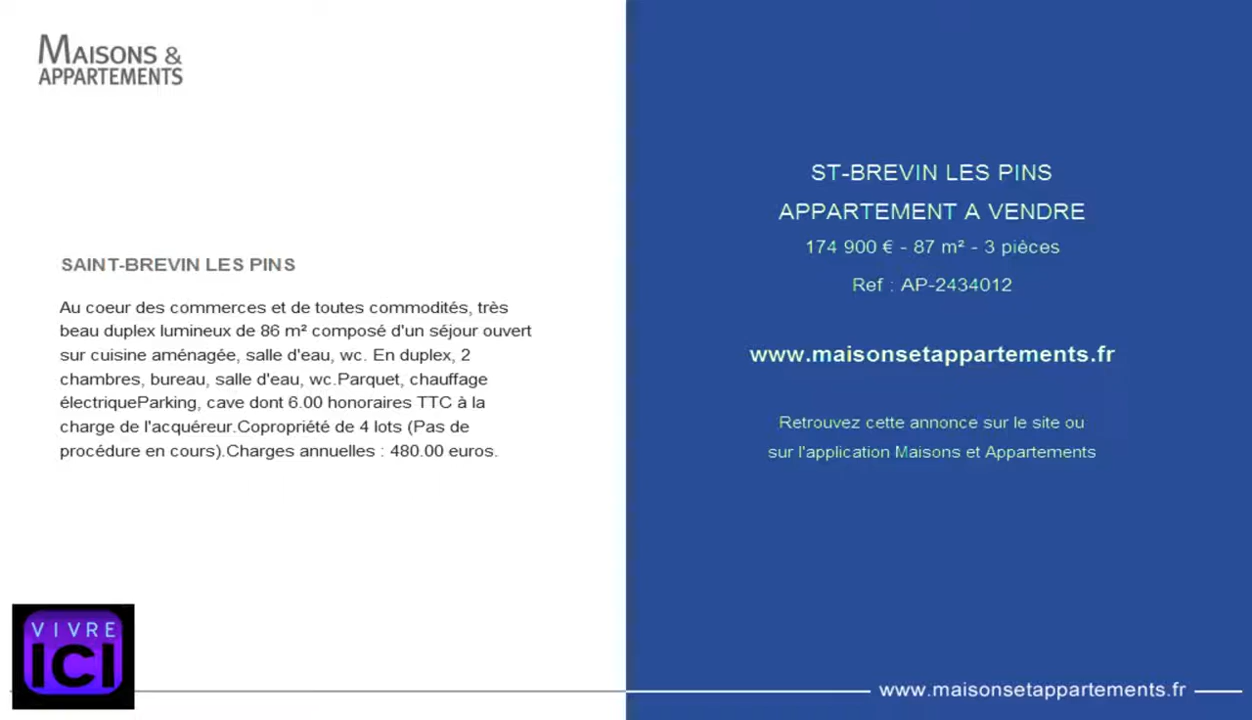 MAISONS &
APPARTEMENTS
SAINT-BREVIN LES PINS
Au coeur des commerces et de toutes commodités, très
beau duplex lumineux de 86 m² composé d'un séjour ouvert
sur cuisine aménagée, salle d'eau, wc. En duplex, 2
chambres, bureau, salle d'eau, wc.Parquet, chauffage
électriqueParking, cave dont 6.00 honoraires TTC à la
charge de l'acquéreur.Copropriété de 4 lots (Pas de
procédure en cours).Charges annuelles : 480.00 euros.
VIVRE
ICI
ST-BREVIN LES PINS
APPARTEMENT A VENDRE
174 900 € - 87 m² - 3 pièces
Ref : AP-2434012
www.maisonsetappartements.fr
Retrouvez cette annonce sur le site ou
sur l'application Maisons et Appartements
www.maisonsetappartements.fr